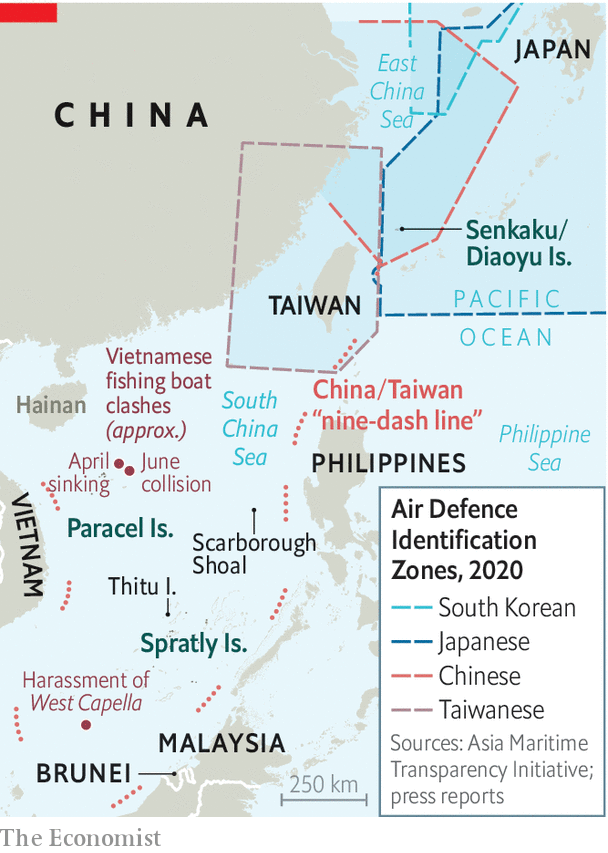 JAPAN
East
China
Sea
CHINA
Senkaku/
Diaoyu Is.
TAIWAN
PACIFIC
OCEAN
Vietnamese
fishing boat
clashes
(approx.)
Hainan
South
China
Sea
China/Taiwan
“nine-dash line”
Philippine
Sea
April
sinking
June
collision
PHILIPPINES
VIETNAM
Paracel Is.
Scarborough
Shoal
Thitu I.
Spratly Is.
Harassment of
West Capella
MALAYSIA
BRUNEI
250 km
Air Defence
Identification
Zones, 2020
South Korean
Japanese
Chinese
Taiwanese
Sources: Asia Maritime
Transparency Initiative;
press reports
The Economist